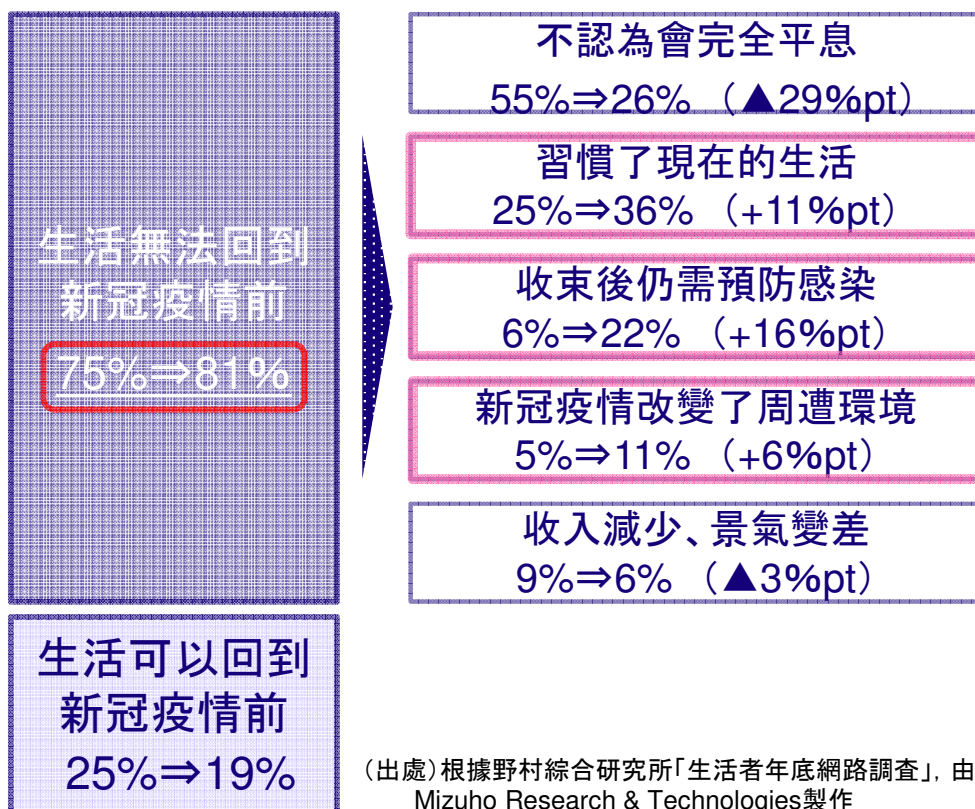 生活無法回到
新冠疫情前
75%⇒81%
生活可以回到
新冠疫情前
25%⇒19%
不認為會完全平息
55%⇒26% (▲29%pt)
習慣了現在的生活
25%⇒36% (+11%pt)
收束後仍需預防感染
6%⇒22% (+16%pt)
新冠疫情改變了周遭環境
5%⇒11% (+6%pt)
收入減少、景氣變差
9%⇒6% (▲3%pt)
(出處)根據野村綜合研究所「生活者年底網路調査」, 由
Mizuho Research & Technologies製作